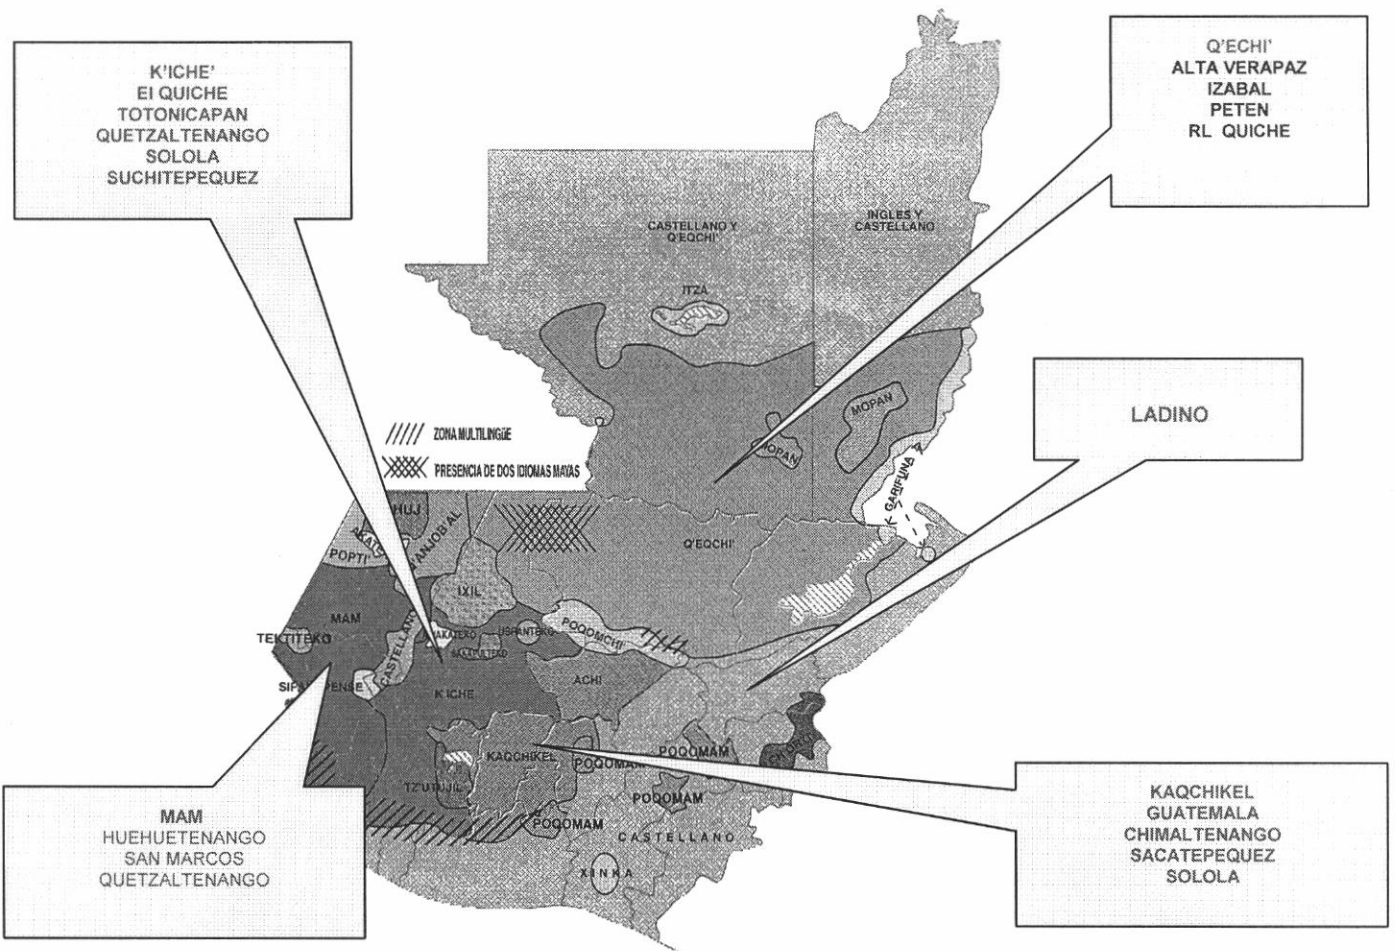 K'ICHE'
EI QUICHE
TOTONICAPAN
QUETZALTENANGO
SOLOLA
SUCHITEPEQUEZ
Q'ECHI'
ALTA VERAPAZ
IZABAL
PETEN
RL QUICHE
CASTELLANO Y
Q'EQCHI'
INGLES Y
CASTELLANO
ITZA
MOPAN
MOPAN
LADINO
ZONA MULTILINGÜE
PRESENCIA DE DOS IDIOMAS MAYAS
GARIFUNA
HUJ
POPTI'
'ANJOB'AL
Q'EQCHI'
IXIL
MAM
TEKTITEKO
CASTELLANO
USPANTEKO
POQOMCHI'
K'ICHE
ACHI
KAQCHIKEL
POQOMAM
POQOMAM
TZ'UTUJIL
POQOMAM
POQOMAM
CASTELLANO
XINKA
MAM
HUEHUETENANGO
SAN MARCOS
QUETZALTENANGO
KAQCHIKEL
GUATEMALA
CHIMALTENANGO
SACATEPEQUEZ
SOLOLA